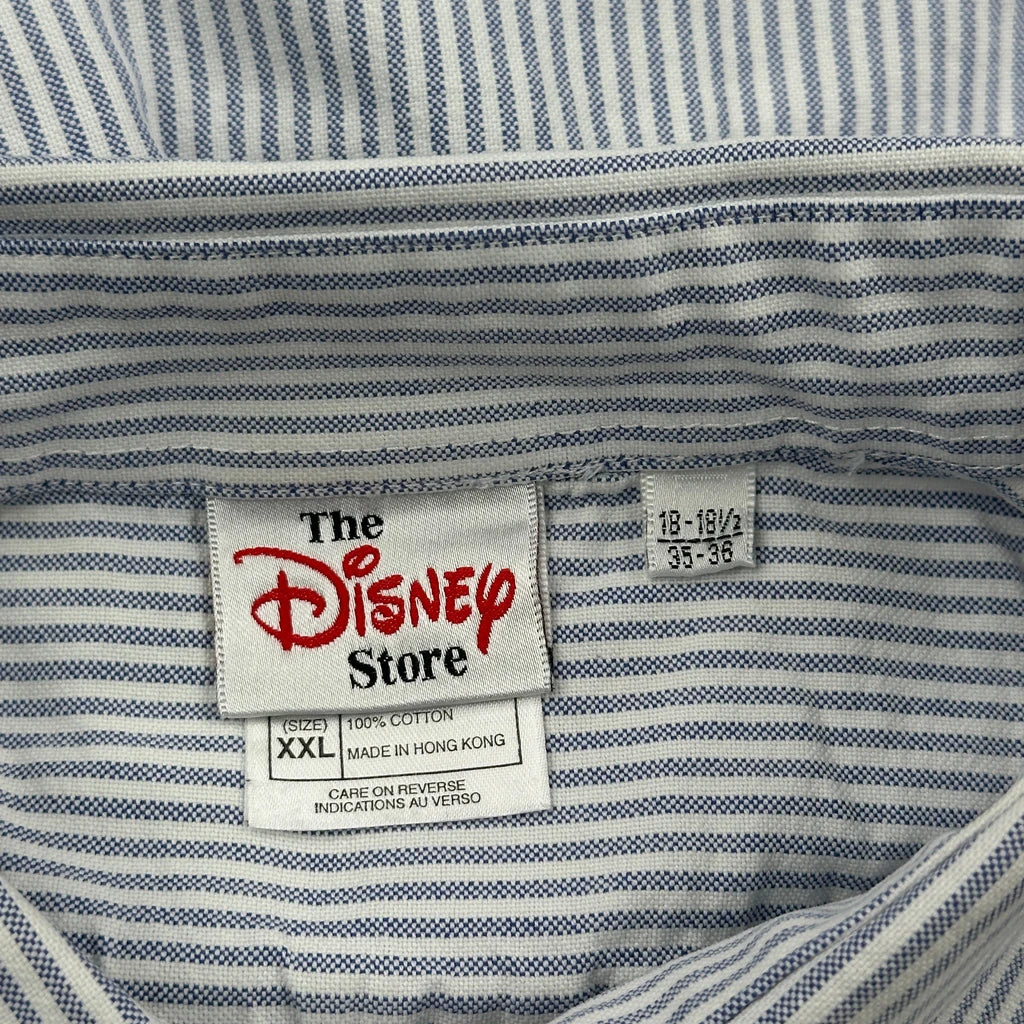 The
Disney
Store
18-18½
35-36
(SIZE)
XXL
100% COTTON
MADE IN HONG KONG
CARE ON REVERSE
INDICATIONS AU VERSO